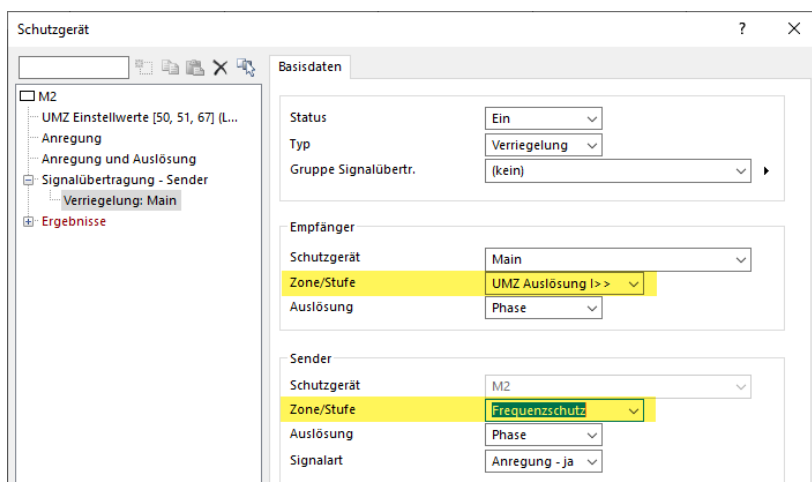 Schutzgerät ?
Basisdaten
M2
UMZ Einstellwerte [50, 51, 67] (L...
Anregung
Anregung und Auslösung
Signalübertragung - Sender
Verriegelung: Main
Ergebnisse
Status Ein
Typ Verriegelung
Gruppe Signalübertr. (kein)
Empfänger
Schutzgerät Main
Zone/Stufe UMZ Auslösung I>>
Auslösung Phase
Sender
Schutzgerät M2
Zone/Stufe Frequenzschutz
Auslösung Phase
Signalart Anregung - ja